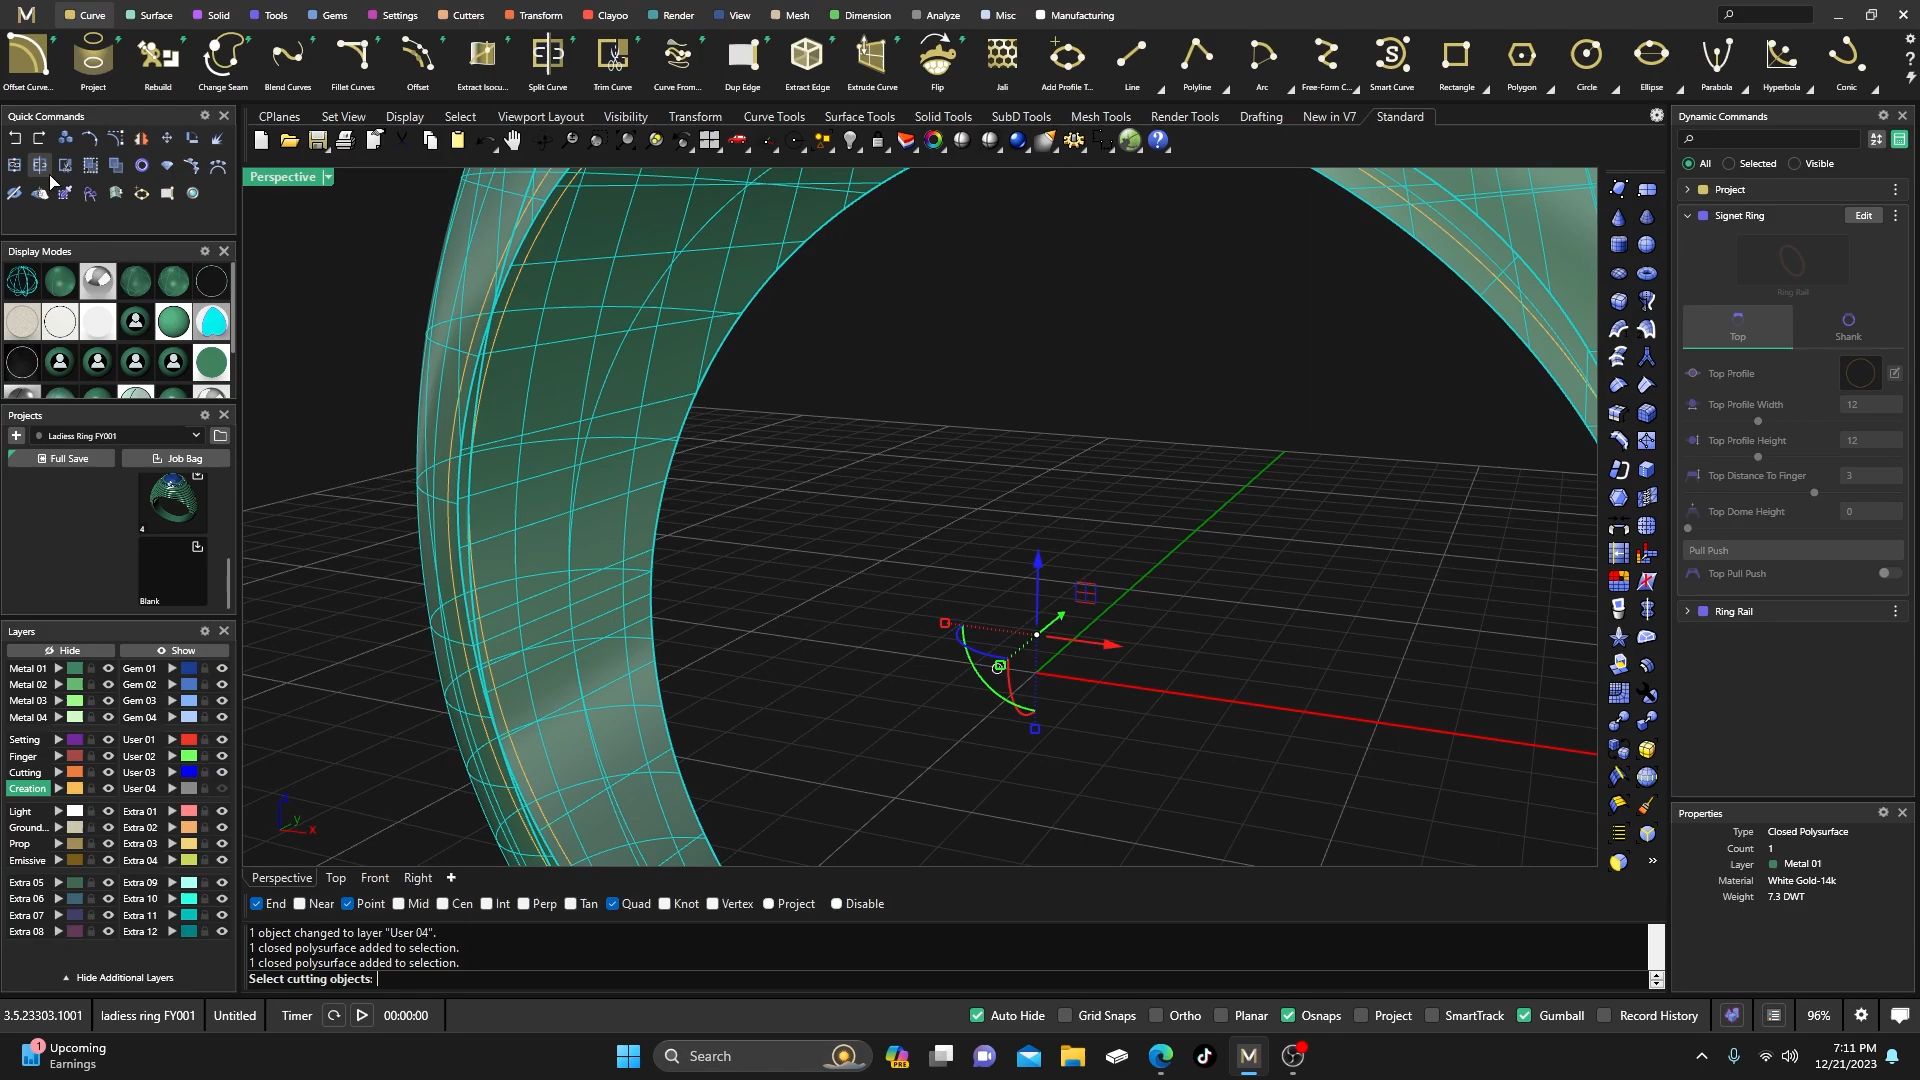 Curve
Surface
Solid
Tools
Gems
Settings
Cutters
Transform
Clayoo
Render
View
Mesh
Dimension
Analyze
Misc
Manufacturing
Offset Curve...
Project
Rebuild
Change Seam
Blend Curves
Fillet Curves
Offset
Extract Isocu...
Split Curve
Trim Curve
Curve From...
Dup Edge
Extract Edge
Extrude Curve
Flip
Jali
Add Profile T...
Line
Polyline
Arc
Free-Form C...
Smart Curve
Rectangle
Polygon
Circle
Ellipse
Parabola
Hyperbola
Conic
Quick Commands
CPlanes
Set View
Display
Select
Viewport Layout
Visibility
Transform
Curve Tools
Surface Tools
Solid Tools
SubD Tools
Mesh Tools
Render Tools
Drafting
New in V7
Standard
Perspective
Display Modes
Projects
Ladiess Ring FY001
Full Save
Job Bag
4
Blank
Layers
Hide
Show
Metal 01
Gem 01
Metal 02
Gem 02
Metal 03
Gem 03
Metal 04
Gem 04
Setting
User 01
Finger
User 02
Cutting
User 03
Creation
User 04
Light
Extra 01
Ground...
Extra 02
Prop
Extra 03
Emissive
Extra 04
Extra 05
Extra 09
Extra 06
Extra 10
Extra 07
Extra 11
Extra 08
Extra 12
Hide Additional Layers
z
y
x
Perspective
Top
Front
Right
End
Near
Point
Mid
Cen
Int
Perp
Tan
Quad
Knot
Vertex
Project
Disable
1 object changed to layer "User 04".
1 closed polysurface added to selection.
1 closed polysurface added to selection.
Select cutting objects:
Dynamic Commands
All
Selected
Visible
Project
Signet Ring
Edit
Ring Rail
Top
Shank
Top Profile
Top Profile Width
12
Top Profile Height
12
Top Distance To Finger
3
Top Dome Height
0
Pull Push
Top Pull Push
Ring Rail
Properties
Type Closed Polysurface
Count 1
Layer Metal 01
Material White Gold-14k
Weight 7.3 DWT
3.5.23303.1001
ladiess ring FY001
Untitled
Timer
00:00:00
Auto Hide
Grid Snaps
Ortho
Planar
Osnaps
Project
SmartTrack
Gumball
Record History
96%
1
Upcoming
Earnings
Search
PRE
7:11 PM
12/21/2023